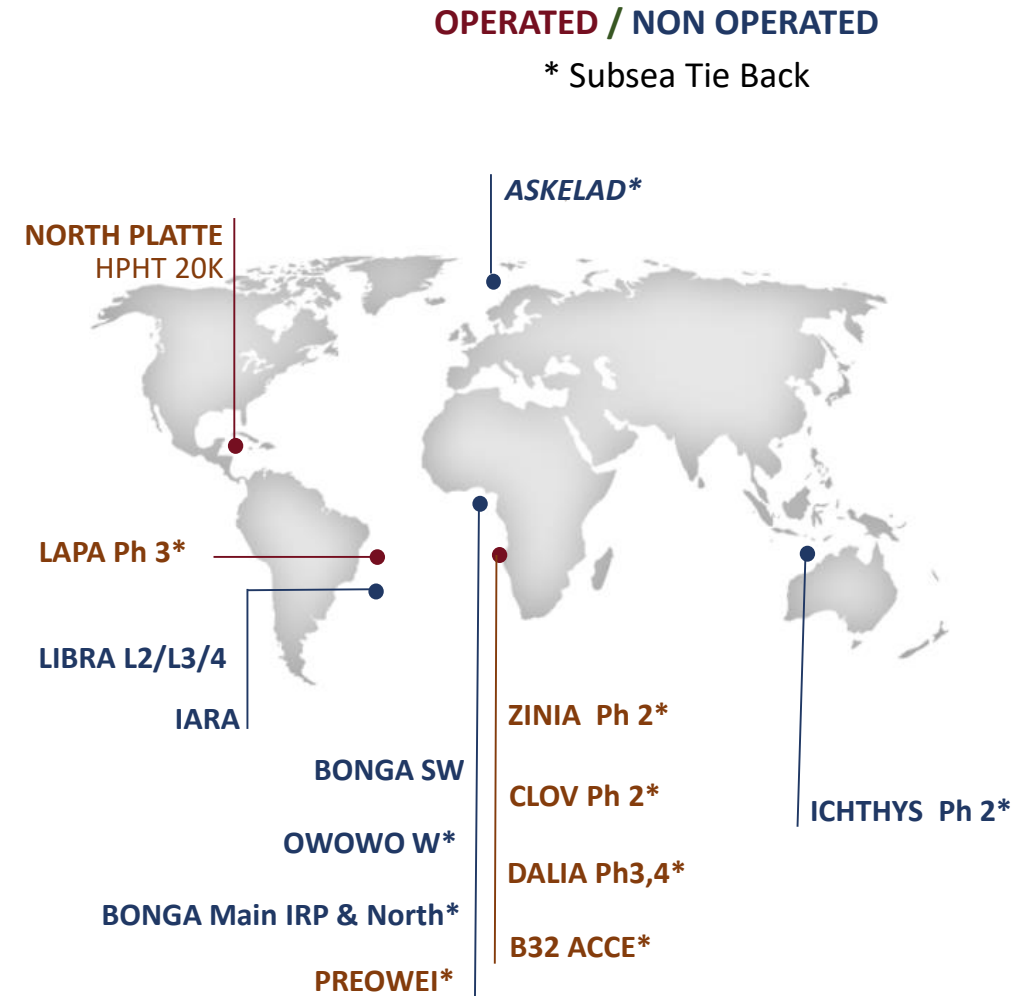 OPERATED / NON OPERATED
* Subsea Tie Back
ASKELAD*
NORTH PLATTE
HPHT 20K
LAPA Ph 3*
LIBRA L2/L3/4
IARA
BONGA SW
OWOWO W*
BONGA Main IRP & North*
PREOWEI*
ZINIA Ph 2*
CLOV Ph 2*
DALIA Ph3,4*
B32 ACCE*
ICHTHYS Ph 2*